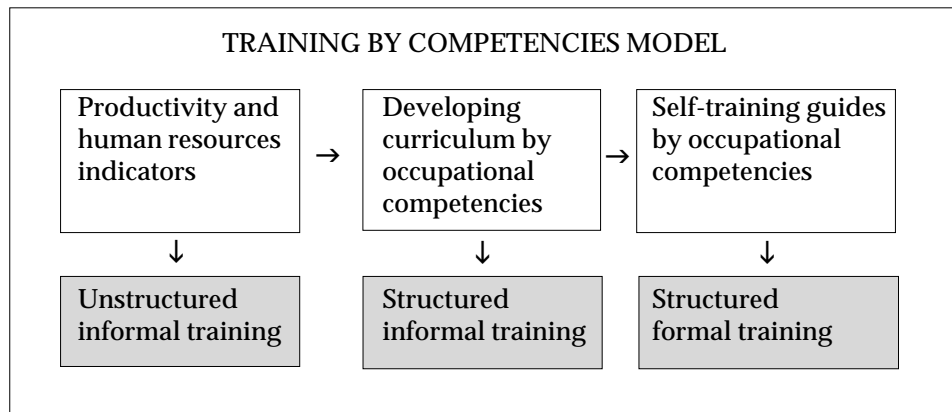 TRAINING BY COMPETENCIES MODEL
Productivity and
human resources
indicators
→
Developing
curriculum by
occupational
competencies
→
Self-training guides
by occupational
competencies
↓
↓
↓
Unstructured
informal training
Structured
informal training
Structured
formal training